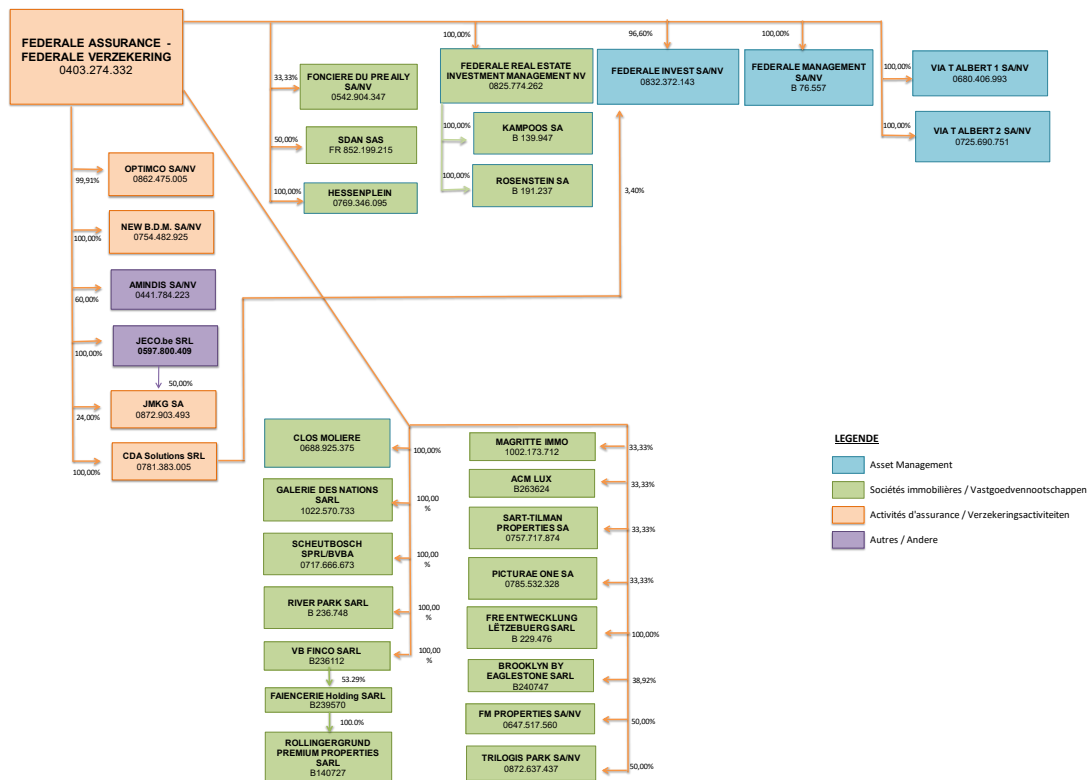 FEDERALE ASSURANCE -
FEDERALE VERZEKERING
0403.274.332
33,33%
FONCIERE DU PRE AILY
SA/NV
0542.904.347
50,00%
SDAN SAS
FR 852.199.215
100,00%
HESSENPLEIN
0769.346.095
100,00%
FEDERALE REAL ESTATE
INVESTMENT MANAGEMENT NV
0825.774.262
100,00%
KAMPOOS SA
B 139.947
100,00%
ROSENSTEIN SA
B 191.237
96,60%
FEDERALE INVEST SA/NV
0832.372.143
3,40%
100,00%
FEDERALE MANAGEMENT
SA/NV
B 76.557
100,00%
VIA T ALBERT 1 SA/NV
0680.406.993
100,00%
VIA T ALBERT 2 SA/NV
0725.690.751
99,91%
OPTIMCO SA/NV
0862.475.005
100,00%
NEW B.D.M. SA/NV
0754.482.925
60,00%
AMINDIS SA/NV
0441.784.223
100,00%
JECO.be SRL
0597.800.409
50,00%
24,00%
JMKG SA
0872.903.493
100,00%
CDA Solutions SRL
0781.383.005
CLOS MOLIERE
0688.925.375
100,00%
GALERIE DES NATIONS
SARL
1022.570.733
100,00
%
SCHEUTBOSCH
SPRL/BVBA
0717.666.673
100,00
%
RIVER PARK SARL
B 236.748
100,00
%
VB FINCO SARL
B236112
100,00
%
53.29%
FAIENCERIE Holding SARL
B239570
100.0%
ROLLINGERGRUND
PREMIUM PROPERTIES
SARL
B140727
MAGRITTE IMMO
1002.173.712
33,33%
ACM LUX
B263624
33,33%
SART-TILMAN
PROPERTIES SA
0757.717.874
33,33%
PICTURAE ONE SA
0785.532.328
33,33%
FRE ENTWECKLUNG
LËTZEBUERG SARL
B 229.476
100,00%
BROOKLYN BY
EAGLESTONE SARL
B240747
38,92%
FM PROPERTIES SA/NV
0647.517.560
50,00%
TRILOGIS PARK SA/NV
0872.637.437
50,00%
LEGENDE
Asset Management
Sociétés immobilières / Vastgoedvennootschappen
Activités d'assurance / Verzekeringsactiviteiten
Autres / Andere